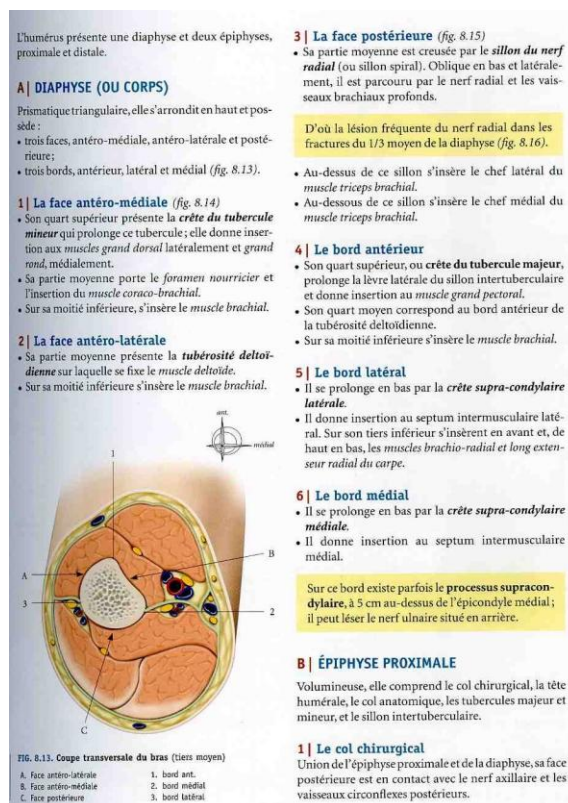 L'humérus présente une diaphyse et deux épiphyses,
proximale et distale.
A| DIAPHYSE (OU CORPS)
Prismatique triangulaire, elle s'arrondit en haut et pos-
sède :
• trois faces, antéro-médiale, antéro-latérale et posté-
rieure ;
• trois bords, antérieur, latéral et médial (fig. 8.13).
1| La face antéro-médiale (fig. 8.14)
• Son quart supérieur présente la crête du tubercule
mineur qui prolonge ce tubercule ; elle donne inser-
tion aux muscles grand dorsal latéralement et grand
rond, médialement.
• Sa partie moyenne porte le foramen nourricier et
l'insertion du muscle coraco-brachial.
• Sur sa moitié inférieure, s'insère le muscle brachial.
2| La face antéro-latérale
• Sa partie moyenne présente la tubérosité deltoï-
dienne sur laquelle se fixe le muscle deltoïde.
• Sur sa moitié inférieure s'insère le muscle brachial.
ant.
médial
1
A
B
3
2
C
FIG. 8.13. Coupe transversale du bras (tiers moyen)
A. Face antéro-latérale
B. Face antéro-médiale
C. Face postérieure
1. bord ant.
2. bord médial
3. bord latéral
3| La face postérieure (fig. 8.15)
• Sa partie moyenne est creusée par le sillon du nerf
radial (ou sillon spiral). Oblique en bas et latérale-
ment, il est parcouru par le nerf radial et les vais-
seaux brachiaux profonds.
D'où la lésion fréquente du nerf radial dans les
fractures du 1/3 moyen de la diaphyse (fig. 8.16).
• Au-dessus de ce sillon s'insère le chef latéral du
muscle triceps brachial.
• Au-dessous de ce sillon s'insère le chef médial du
muscle triceps brachial.
4| Le bord antérieur
• Son quart supérieur, ou crête du tubercule majeur,
prolonge la lèvre latérale du sillon intertuberculaire
et donne insertion au muscle grand pectoral.
• Son quart moyen correspond au bord antérieur de
la tubérosité deltoïdienne.
• Sur sa moitié inférieure s'insère le muscle brachial.
5| Le bord latéral
• Il se prolonge en bas par la crête supra-condylaire
latérale.
• Il donne insertion au septum intermusculaire laté-
ral. Sur son tiers inférieur s'insèrent en avant et, de
haut en bas, les muscles brachio-radial et long exten-
seur radial du carpe.
6| Le bord médial
• Il se prolonge en bas par la crête supra-condylaire
médiale.
• Il donne insertion au septum intermusculaire
médial.
Sur ce bord existe parfois le processus supracon-
dylaire, à 5 cm au-dessus de l'épicondyle médial ;
il peut léser le nerf ulnaire situé en arrière.
B| ÉPIPHYSE PROXIMALE
Volumineuse, elle comprend le col chirurgical, la tête
humérale, le col anatomique, les tubercules majeur et
mineur, et le sillon intertuberculaire.
1| Le col chirurgical
Union de l'épiphyse proximale et de la diaphyse, sa face
postérieure est en contact avec le nerf axillaire et les
vaisseaux circonflexes postérieurs.